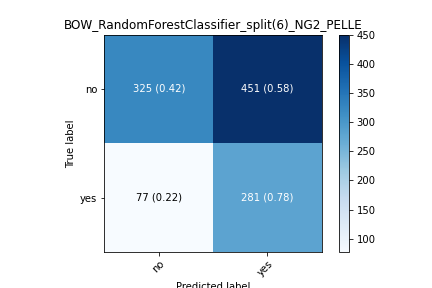 BOW_RandomForestClassifier_split(6)_NG2_PELLE
no
325 (0.42)
451 (0.58)
yes
77 (0.22)
281 (0.78)
True label
no
yes
Predicted label
450
400
350
300
250
200
150
100